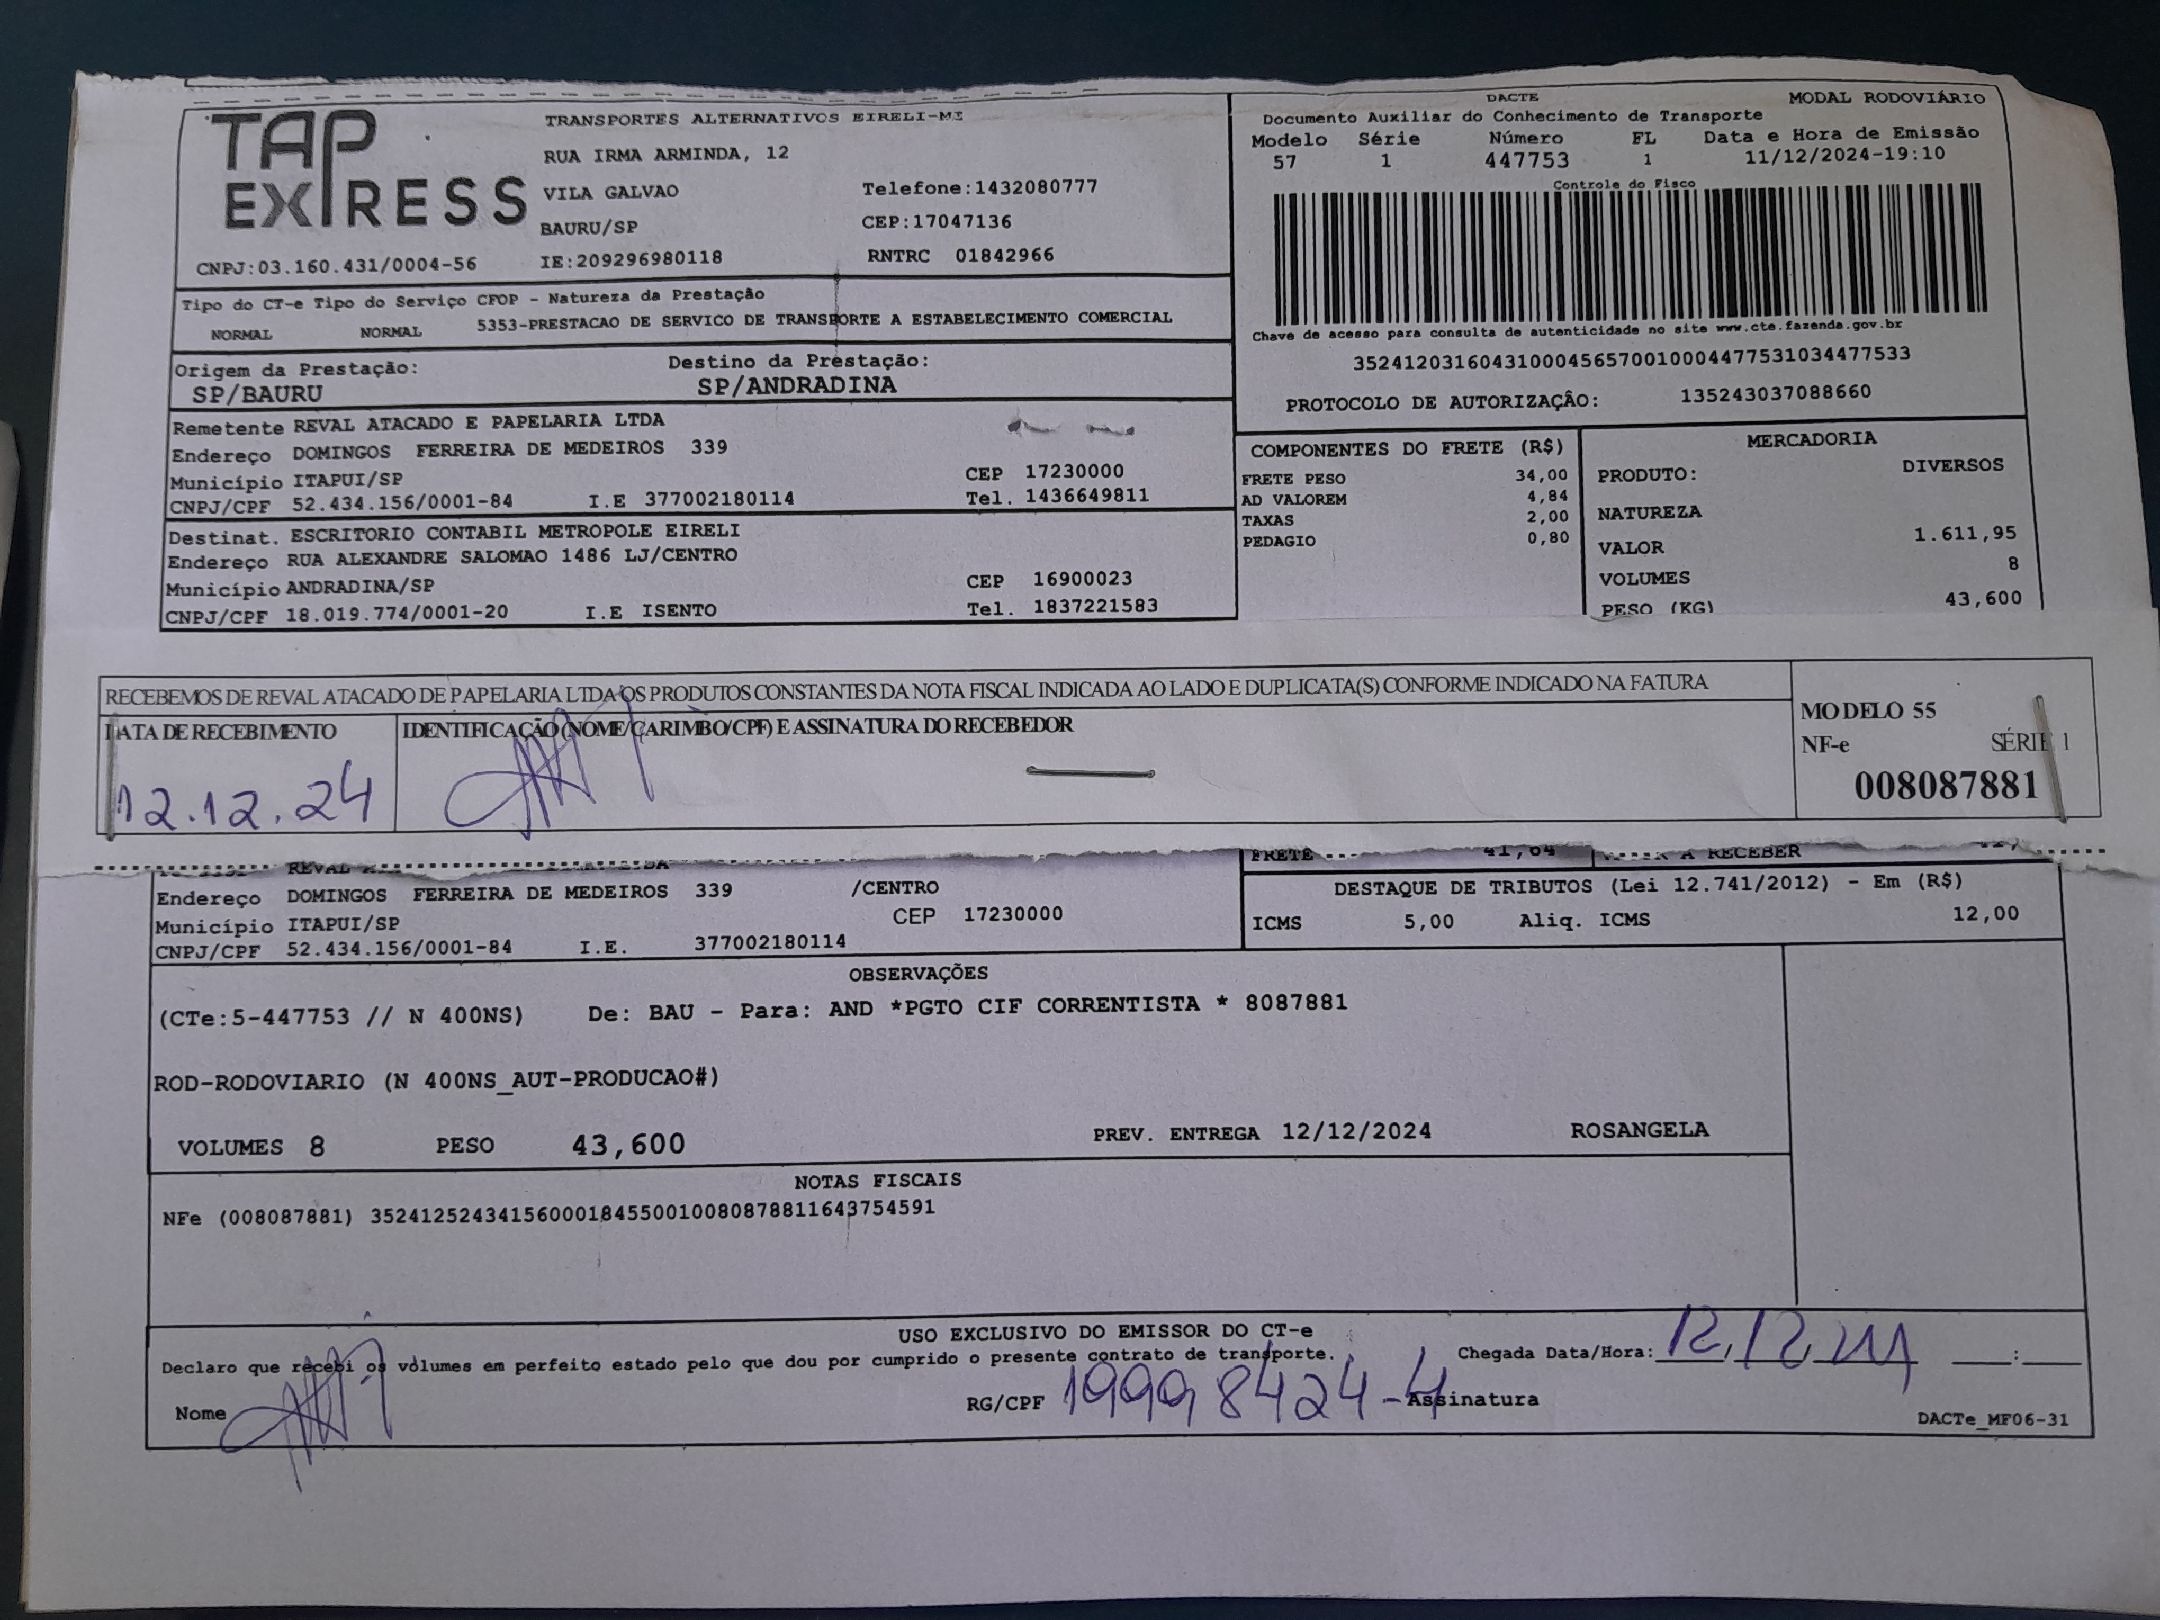 TAP EXPRESS
TRANSPORTES ALTERNATIVOS EIRELI-ME
RUA IRMA ARMINDA, 12
VILA GALVAO Telefone:1432080777
BAURU/SP CEP:17047136
CNPJ:03.160.431/0004-56 IE:209296980118 RNTRC 01842966
DACTE MODAL RODOVIÁRIO
Documento Auxiliar do Conhecimento de Transporte
Modelo Série Número FL Data e Hora de Emissão
57 1 447753 1 11/12/2024-19:10
Controle do Fisco
Chave de acesso para consulta de autenticidade no site www.cte.fazenda.gov.br
35241203160431000456570010004477531034477533
PROTOCOLO DE AUTORIZAÇÂO: 135243037088660
Tipo do CT-e Tipo do Serviço CFOP - Natureza da Prestação
NORMAL NORMAL 5353-PRESTACAO DE SERVICO DE TRANSPORTE A ESTABELECIMENTO COMERCIAL
Origem da Prestação: Destino da Prestação:
SP/BAURU SP/ANDRADINA
Remetente REVAL ATACADO E PAPELARIA LTDA
Endereço DOMINGOS FERREIRA DE MEDEIROS 339
Município ITAPUI/SP CEP 17230000
CNPJ/CPF 52.434.156/0001-84 I.E 377002180114 Tel. 1436649811
Destinat. ESCRITORIO CONTABIL METROPOLE EIRELI
Endereço RUA ALEXANDRE SALOMAO 1486 LJ/CENTRO
Município ANDRADINA/SP CEP 16900023
CNPJ/CPF 18.019.774/0001-20 I.E ISENTO Tel. 1837221583
COMPONENTES DO FRETE (R$)
FRETE PESO 34,00
AD VALOREM 4,84
TAXAS 2,00
PEDAGIO 0,80
MERCADORIA
PRODUTO: DIVERSOS
NATUREZA
VALOR 1.611,95
VOLUMES 8
PESO (KG) 43,600
RECEBEMOS DE REVAL ATACADO DE PAPELARIA LTDA OS PRODUTOS CONSTANTES DA NOTA FISCAL INDICADA AO LADO E DUPLICATA(S) CONFORME INDICADO NA FATURA
DATA DE RECEBIMENTO IDENTIFICAÇÃO (NOME/CARIMBO/CPF) E ASSINATURA DO RECEBEDOR
12.12.24
MODELO 55
NF-e SÉRIE 1
008087881
REVAL
FRETE 41,64 A RECEBER
Endereço DOMINGOS FERREIRA DE MEDEIROS 339 /CENTRO
Município ITAPUI/SP CEP 17230000
CNPJ/CPF 52.434.156/0001-84 I.E. 377002180114
DESTAQUE DE TRIBUTOS (Lei 12.741/2012) - Em (R$)
ICMS 5,00 Aliq. ICMS 12,00
OBSERVAÇÕES
(CTe:5-447753 // N 400NS) De: BAU - Para: AND *PGTO CIF CORRENTISTA * 8087881
ROD-RODOVIARIO (N 400NS_AUT-PRODUCAO#)
VOLUMES 8 PESO 43,600 PREV. ENTREGA 12/12/2024 ROSANGELA
NOTAS FISCAIS
NFe (008087881) 35241252434156000184550010080878811643754591
USO EXCLUSIVO DO EMISSOR DO CT-e
Declaro que recebi os volumes em perfeito estado pelo que dou por cumprido o presente contrato de transporte. Chegada Data/Hora: 12,12,24 ___:___
Nome RG/CPF 19998424-4 Assinatura
DACTe_MF06-31